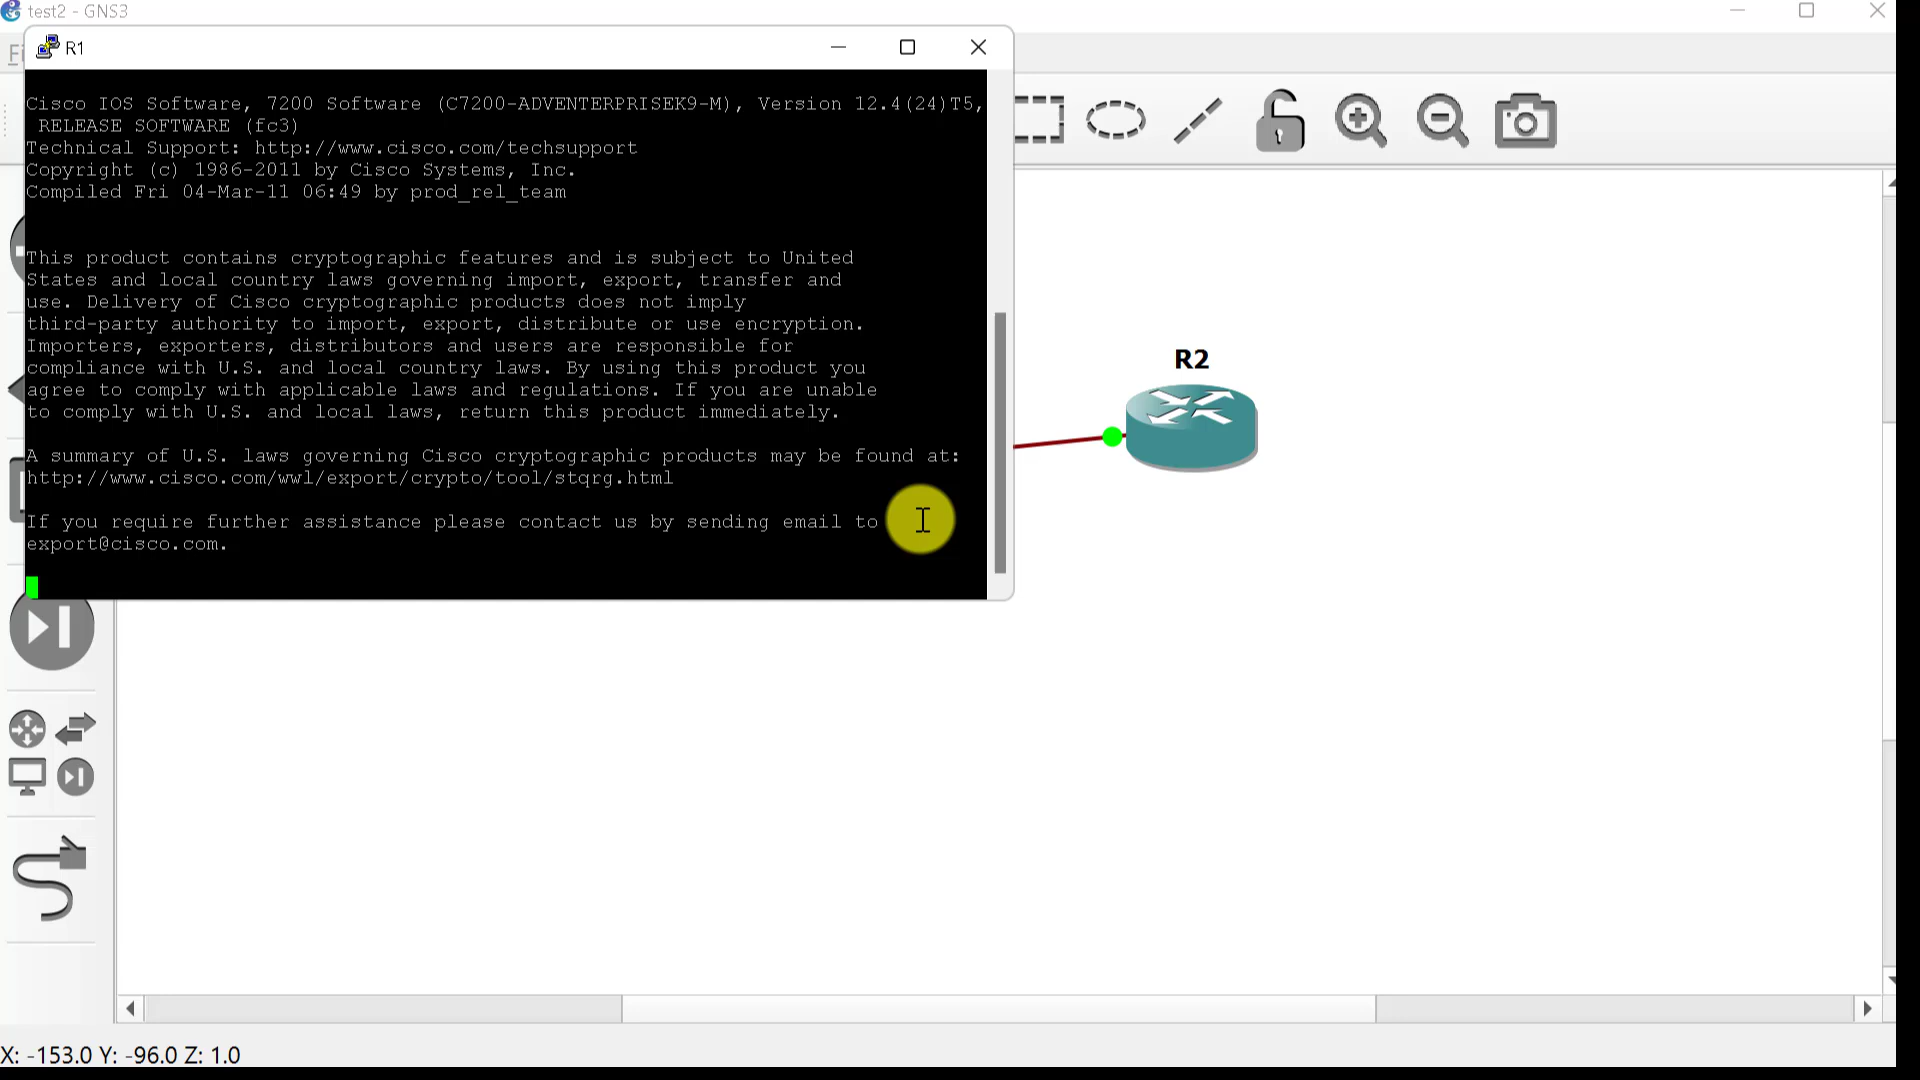 test2 - GNS3
R1
Cisco IOS Software, 7200 Software (C7200-ADVENTERPRISEK9-M), Version 12.4(24)T5,
RELEASE SOFTWARE (fc3)
Technical Support: http://www.cisco.com/techsupport
Copyright (c) 1986-2011 by Cisco Systems, Inc.
Compiled Fri 04-Mar-11 06:49 by prod_rel_team
This product contains cryptographic features and is subject to United
States and local country laws governing import, export, transfer and
use. Delivery of Cisco cryptographic products does not imply
third-party authority to import, export, distribute or use encryption.
Importers, exporters, distributors and users are responsible for
compliance with U.S. and local country laws. By using this product you
agree to comply with applicable laws and regulations. If you are unable
to comply with U.S. and local laws, return this product immediately.
A summary of U.S. laws governing Cisco cryptographic products may be found at:
http://www.cisco.com/wwl/export/crypto/tool/stqrg.html
If you require further assistance please contact us by sending email to
export@cisco.com.
R2
X: -153.0 Y: -96.0 Z: 1.0